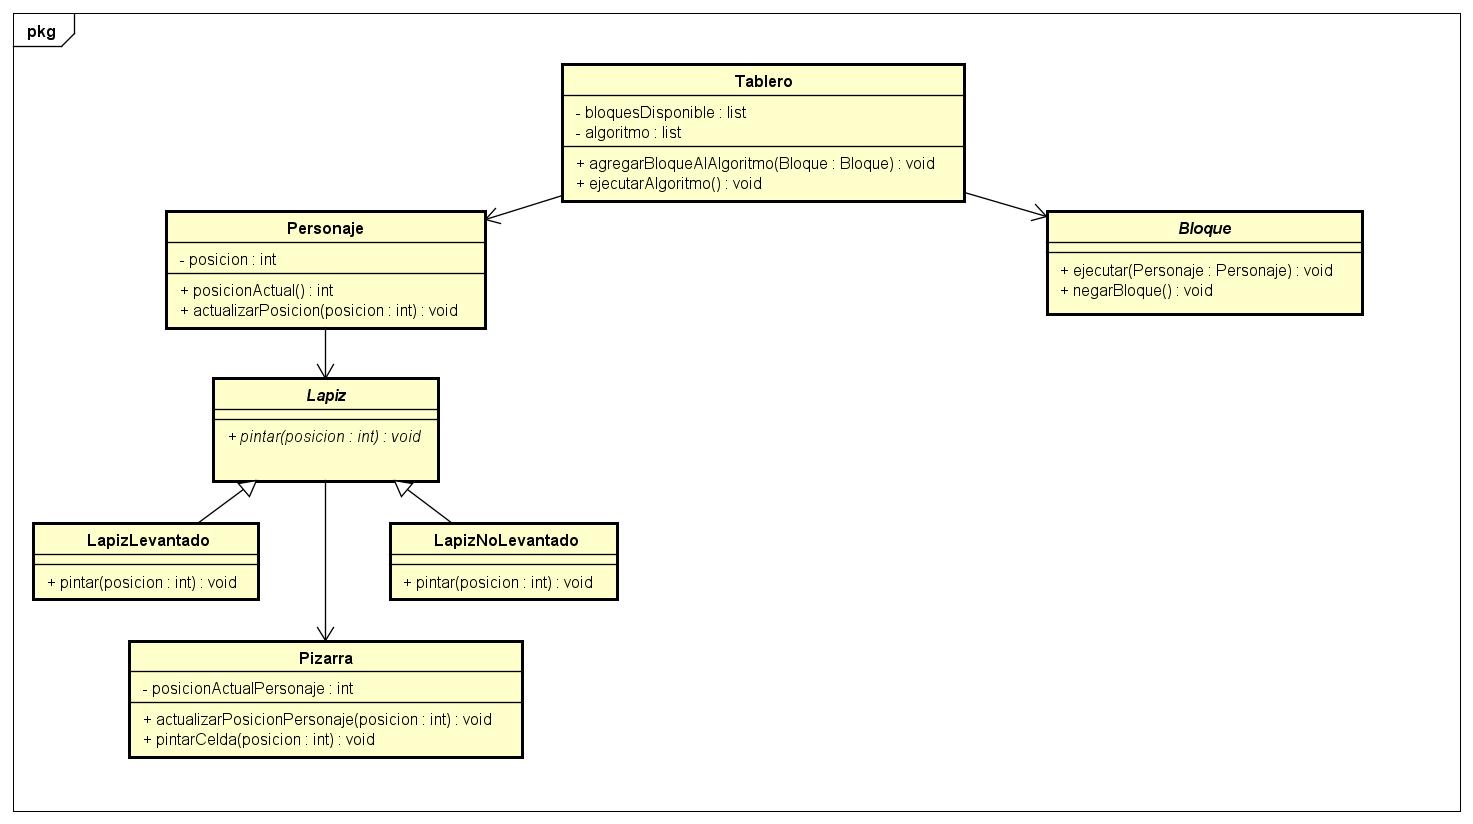 pkg
Tablero
- bloquesDisponible : list
- algoritmo : list
+ agregarBloqueAlAlgoritmo(Bloque : Bloque) : void
+ ejecutarAlgoritmo() : void
Personaje
- posicion : int
+ posicionActual() : int
+ actualizarPosicion(posicion : int) : void
Bloque
+ ejecutar(Personaje : Personaje) : void
+ negarBloque() : void
Lapiz
+ pintar(posicion : int) : void
LapizLevantado
+ pintar(posicion : int) : void
LapizNoLevantado
+ pintar(posicion : int) : void
Pizarra
- posicionActualPersonaje : int
+ actualizarPosicionPersonaje(posicion : int) : void
+ pintarCelda(posicion : int) : void